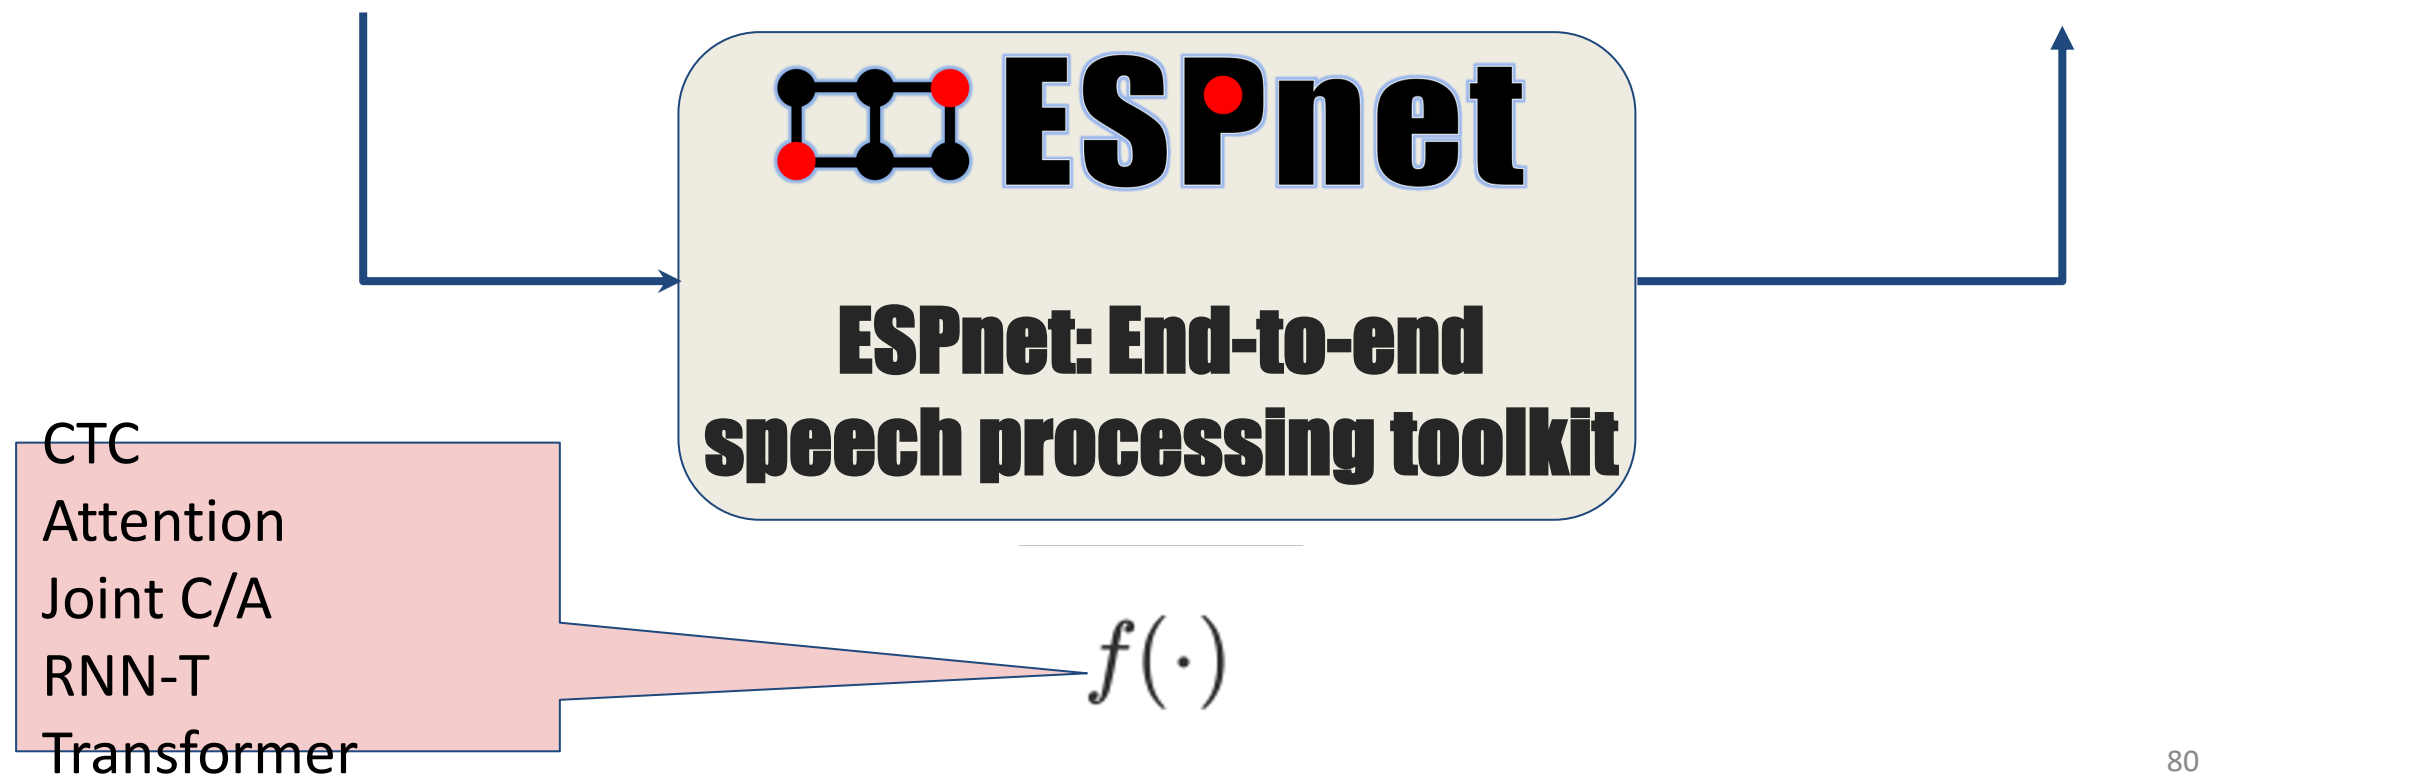 ESPnet
ESPnet: End-to-end
speech processing toolkit
CTC
Attention
Joint C/A
RNN-T
Transformer
f(·)
80